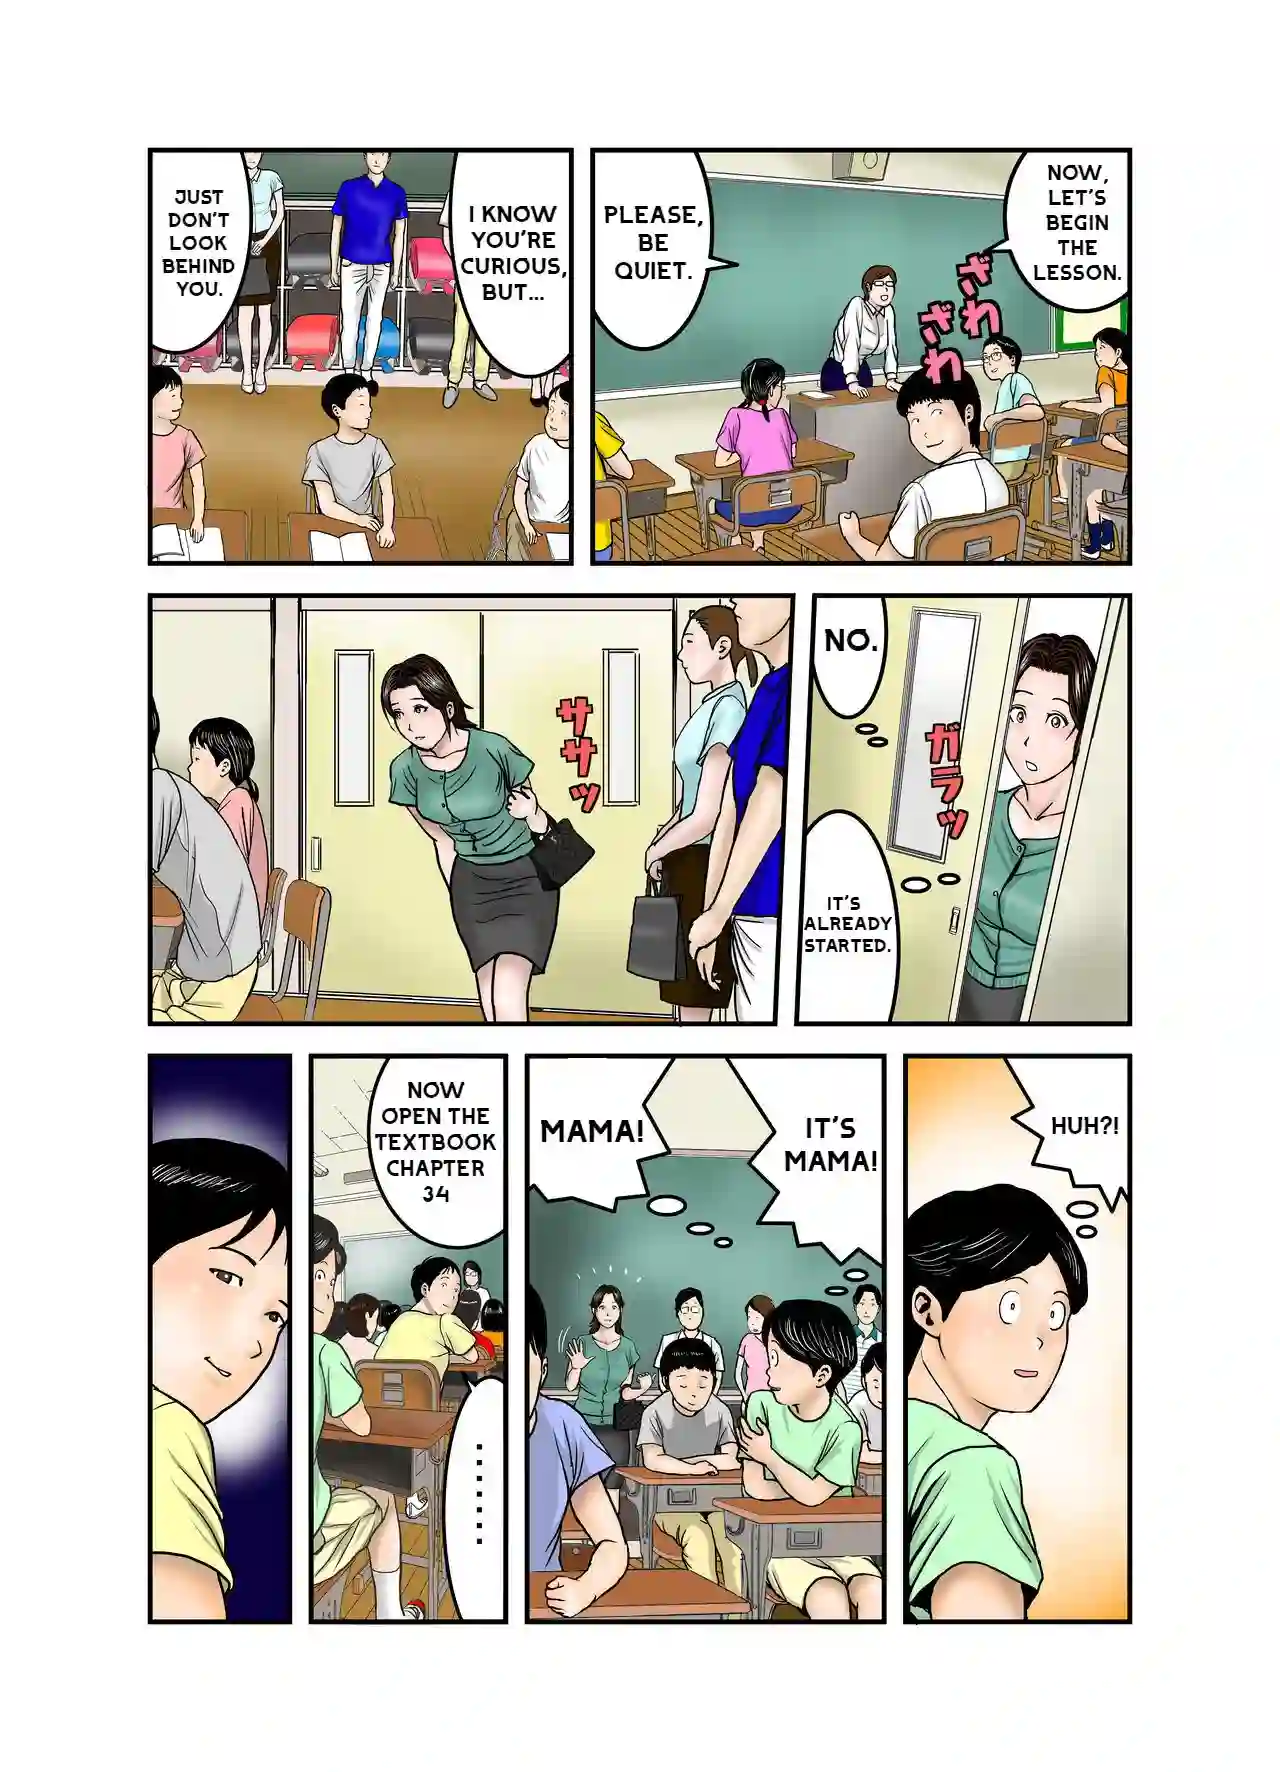 NOW,
LET'S
BEGIN
THE
LESSON.
ざわ
ざわ
PLEASE,
BE
QUIET.
I KNOW
YOU'RE
CURIOUS,
BUT...
JUST
DON'T
LOOK
BEHIND
YOU.
NO.
ガラッ
IT'S
ALREADY
STARTED.
ササッ
HUH?!
IT'S
MAMA!
MAMA!
NOW
OPEN THE
TEXTBOOK
CHAPTER
34
.......